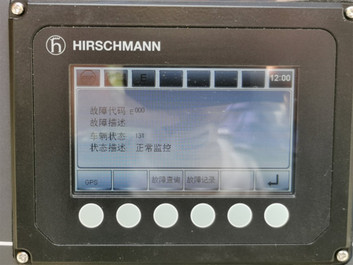 HIRSCHMANN
12:00
故障代码:E000
故障描述:
车辆状态:
状态描述:正常监控
GPS 故障查询 故障记录